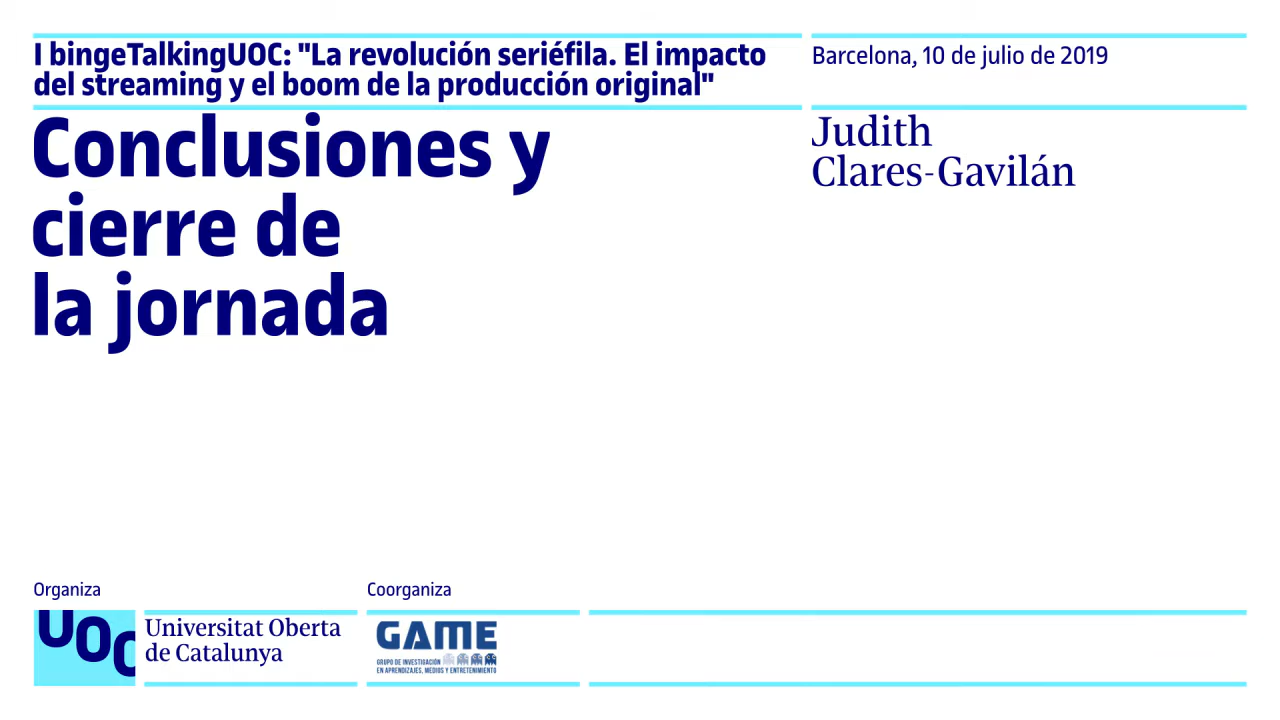 I bingeTalkingUOC: "La revolución seriéfila. El impacto
del streaming y el boom de la producción original"
Barcelona, 10 de julio de 2019
Conclusiones y
cierre de
la jornada
Judith
Clares-Gavilán
Organiza
Coorganiza
UOC
Universitat Oberta
de Catalunya
GAME
GRUPO DE INVESTIGACIÓN
EN APRENDIZAJES, MEDIOS Y ENTRETENIMIENTO